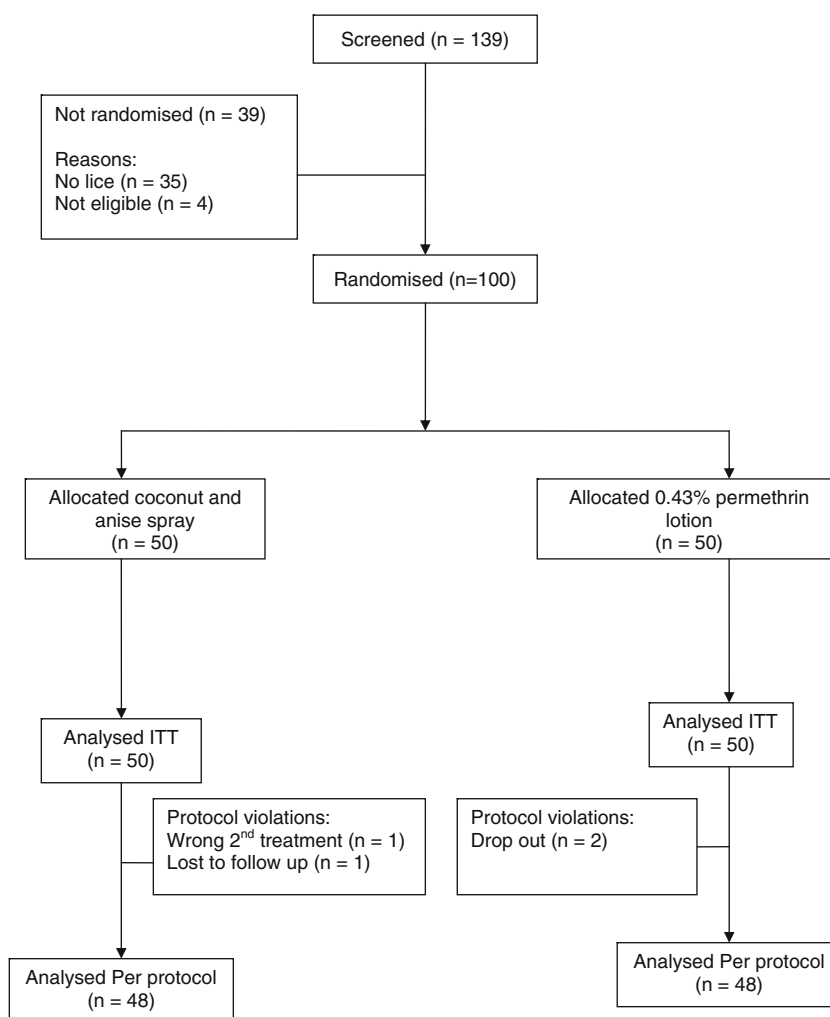 Screened (n = 139)
Not randomised (n = 39)
Reasons:
No lice (n = 35)
Not eligible (n = 4)
Randomised (n=100)
Allocated coconut and
anise spray
(n = 50)
Allocated 0.43% permethrin
lotion
(n = 50)
Analysed ITT
(n = 50)
Analysed ITT
(n = 50)
Protocol violations:
Wrong 2nd treatment (n = 1)
Lost to follow up (n = 1)
Protocol violations:
Drop out (n = 2)
Analysed Per protocol
(n = 48)
Analysed Per protocol
(n = 48)